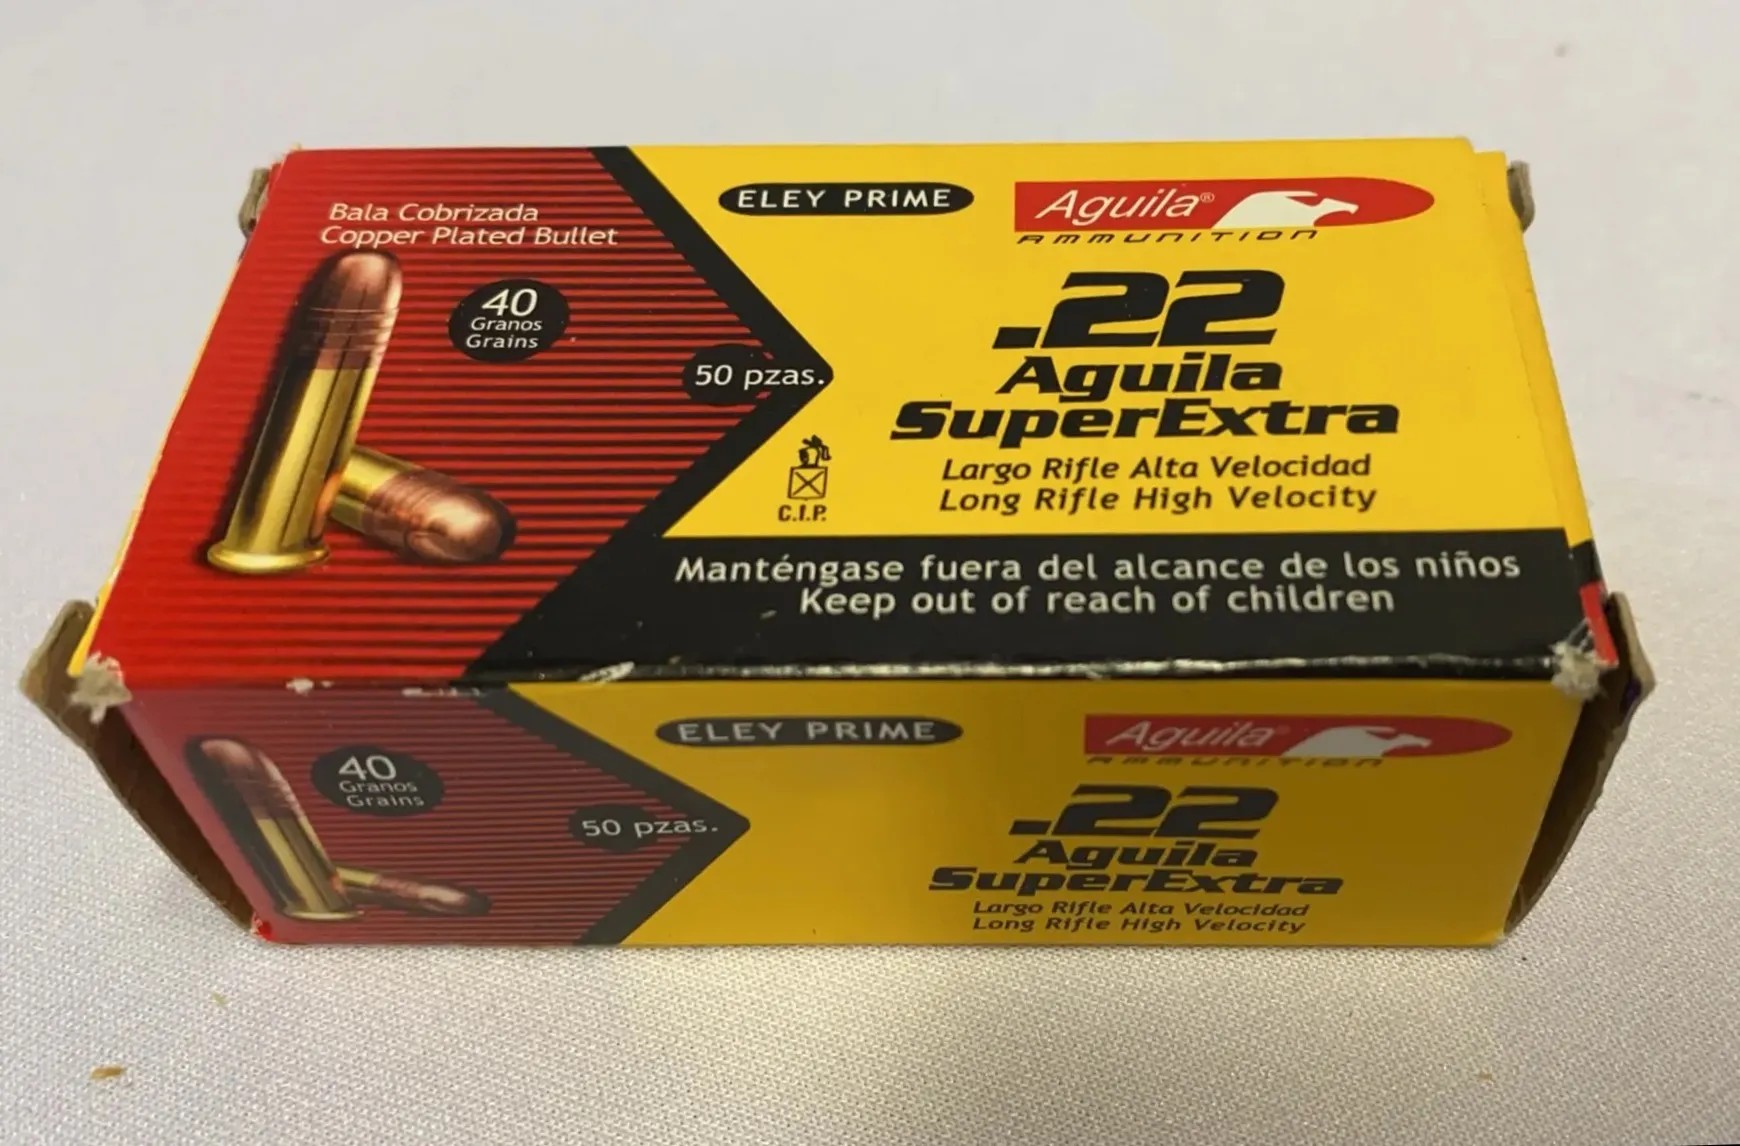 Bala Cobrizada
Copper Plated Bullet
40
Granos
Grains
50 pzas.
ELEY PRIME
Aguila®
AMMUNITION
.22
Aguila
SuperExtra
Largo Rifle Alta Velocidad
Long Rifle High Velocity
C.I.P.
Manténgase fuera del alcance de los niños
Keep out of reach of children
40
Granos
Grains
50 pzas.
ELEY PRIME
Aguila®
AMMUNITION
.22
Aguila
SuperExtra
Largo Rifle Alta Velocidad
Long Rifle High Velocity